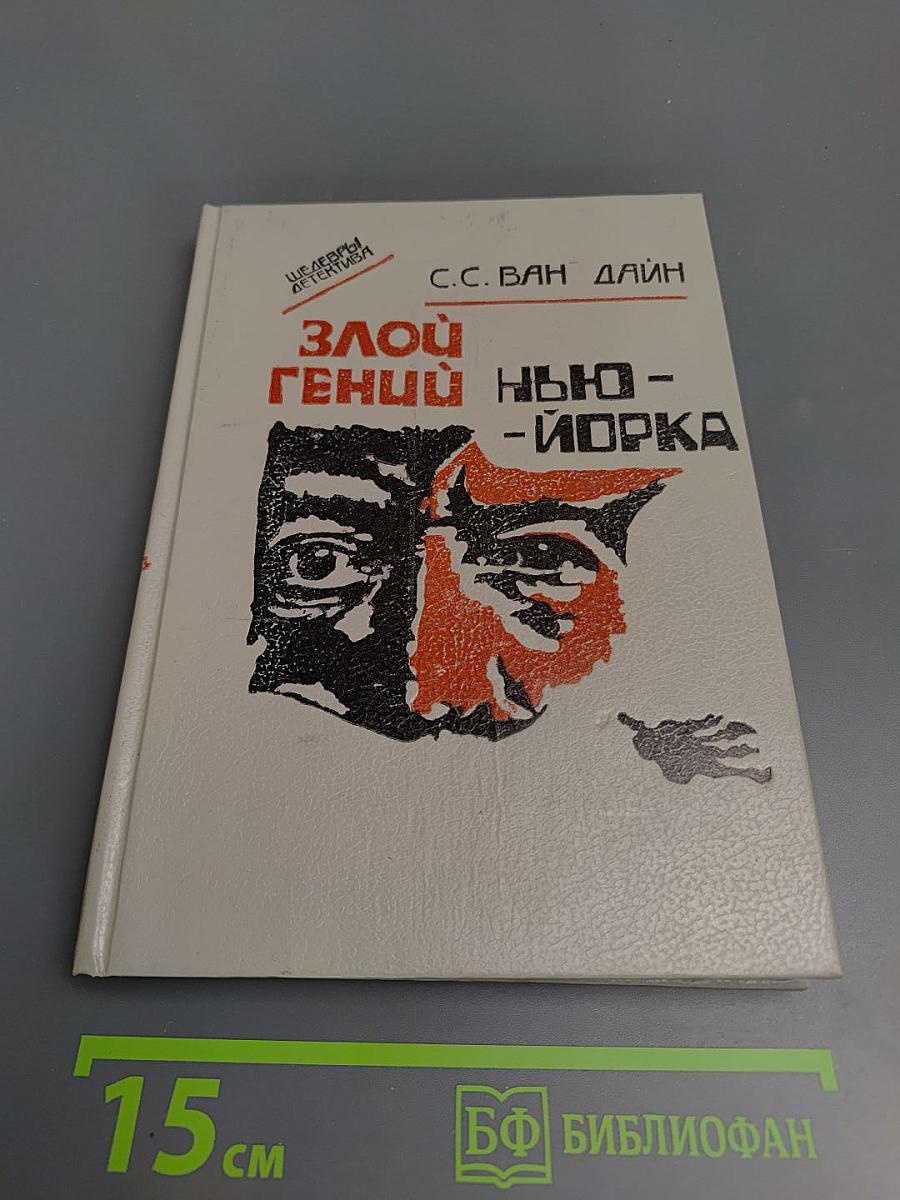 ШЕДЕВРЫ
ДЕТЕКТИВА
С.С. ВАН ДАЙН
ЗЛОЙ
ГЕНИЙ
НЬЮ-
-ЙОРКА
15 см
БФ БИБЛИОФАН